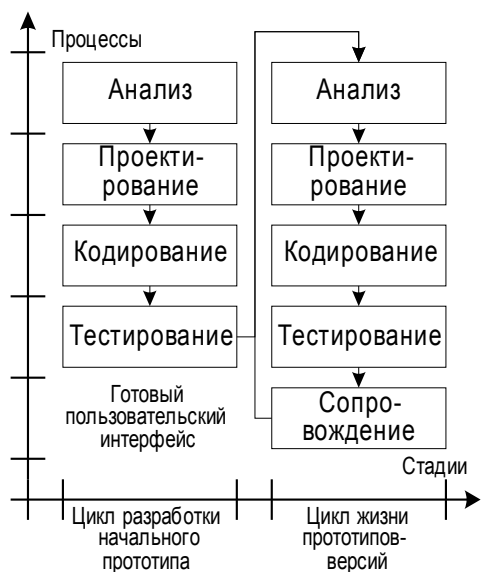 Процессы
Анализ
Проекти-
рование
Кодирование
Тестирование
Готовый
пользовательский
интерфейс
Анализ
Проекти-
рование
Кодирование
Тестирование
Сопро-
вождение
Стадии
Цикл разработки
начального
прототипа
Цикл жизни
прототипов-
версий